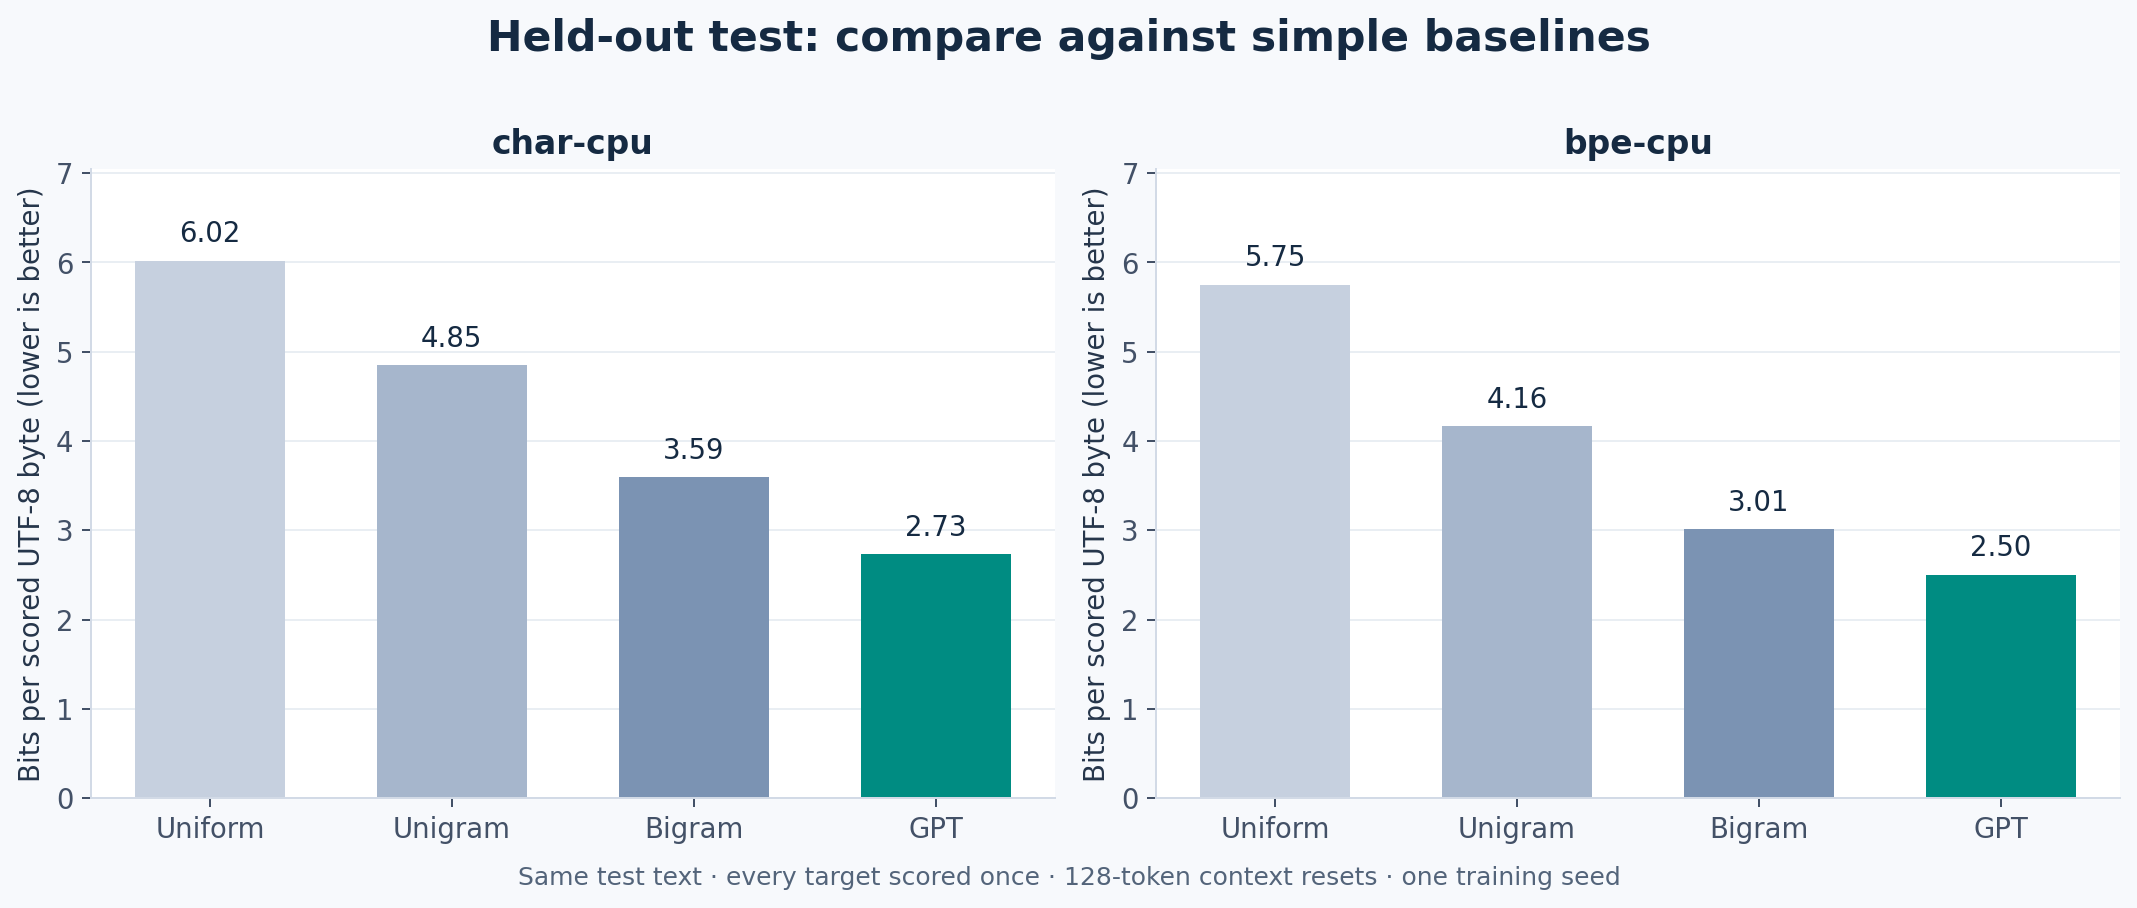 Held-out test: compare against simple baselines
char-cpu
Bits per scored UTF-8 byte (lower is better)
7
6
5
4
3
2
1
0
6.02
4.85
3.59
2.73
Uniform
Unigram
Bigram
GPT
bpe-cpu
Bits per scored UTF-8 byte (lower is better)
7
6
5
4
3
2
1
0
5.75
4.16
3.01
2.50
Uniform
Unigram
Bigram
GPT
Same test text · every target scored once · 128-token context resets · one training seed